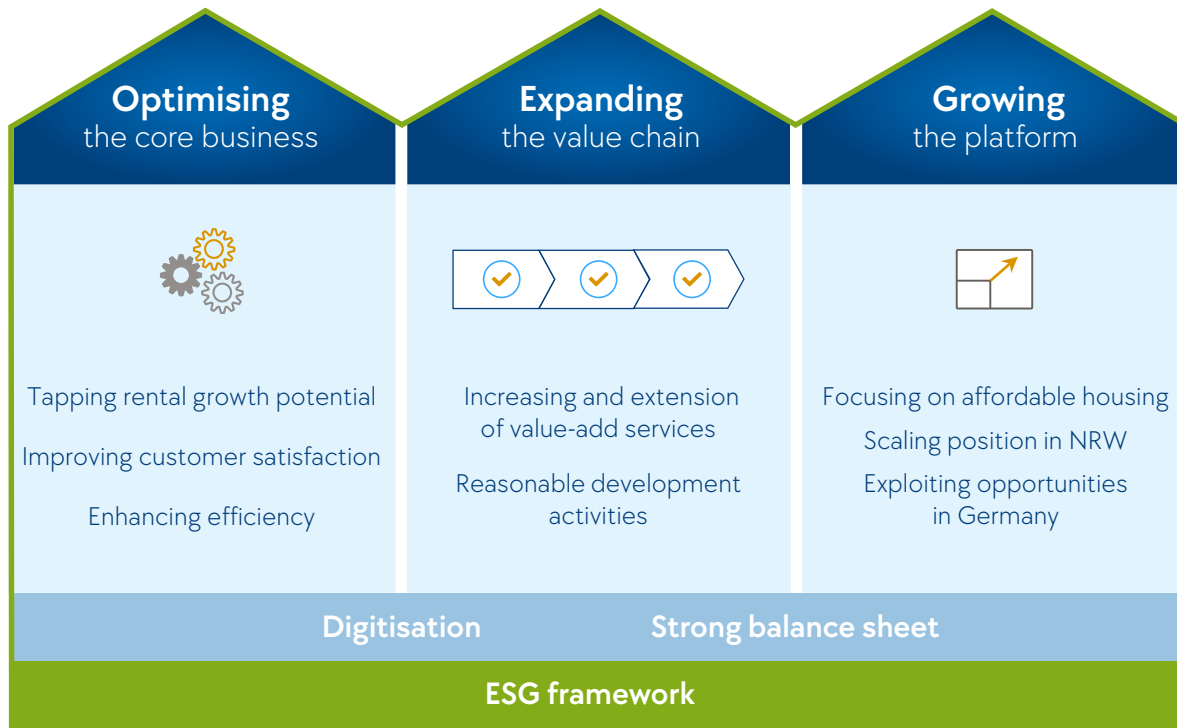 Optimising
the core business
Tapping rental growth potential
Improving customer satisfaction
Enhancing efficiency
Expanding
the value chain
Increasing and extension
of value-add services
Reasonable development
activities
Growing
the platform
Focusing on affordable housing
Scaling position in NRW
Exploiting opportunities
in Germany
Digitisation
Strong balance sheet
ESG framework